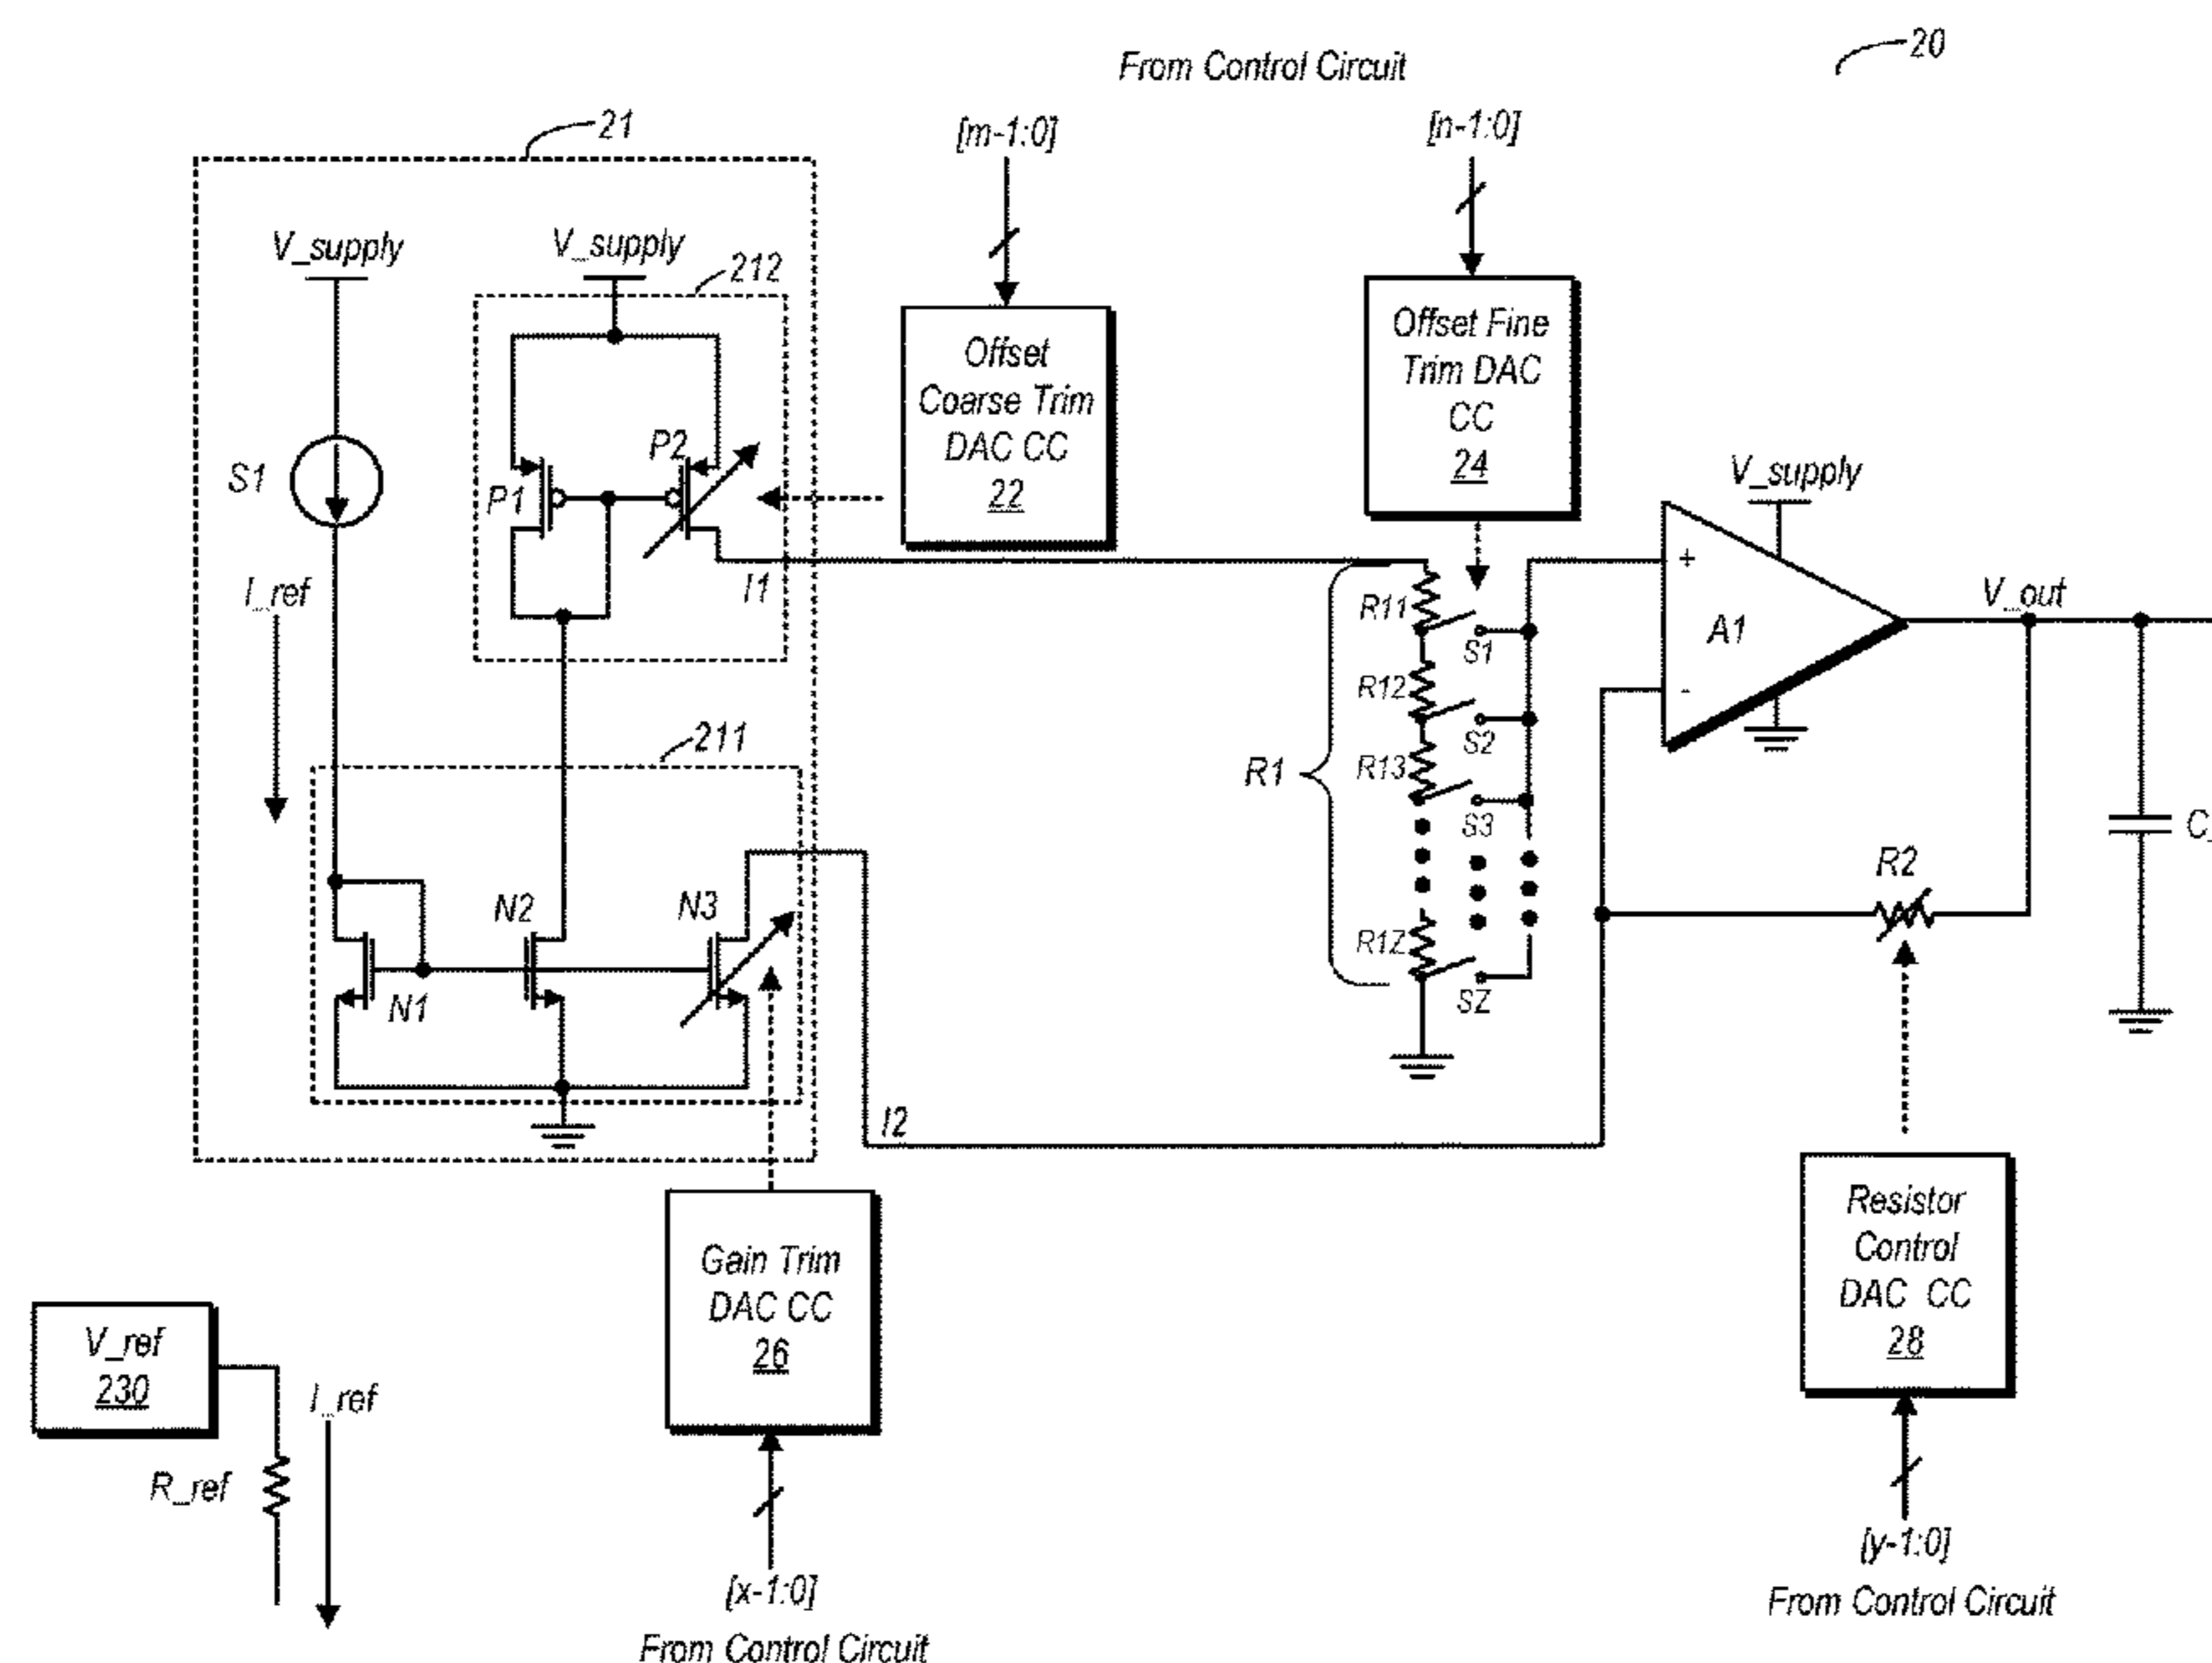 20
From Control Circuit
21
[m-1:0]
[n-1:0]
V_supply
V_supply
212
Offset
Coarse Trim
DAC CC
22
Offset Fine
Trim DAC
CC
24
S1
P1
P2
V_supply
I_ref
I1
R11
S1
+
A1
-
V_out
R12
S2
R1
R13
S3
C_
211
R2
N2
N3
N1
R1Z
SZ
I2
Gain Trim
DAC CC
26
Resistor
Control
DAC CC
28
V_ref
230
I_ref
R_ref
[x-1:0]
From Control Circuit
[y-1:0]
From Control Circuit